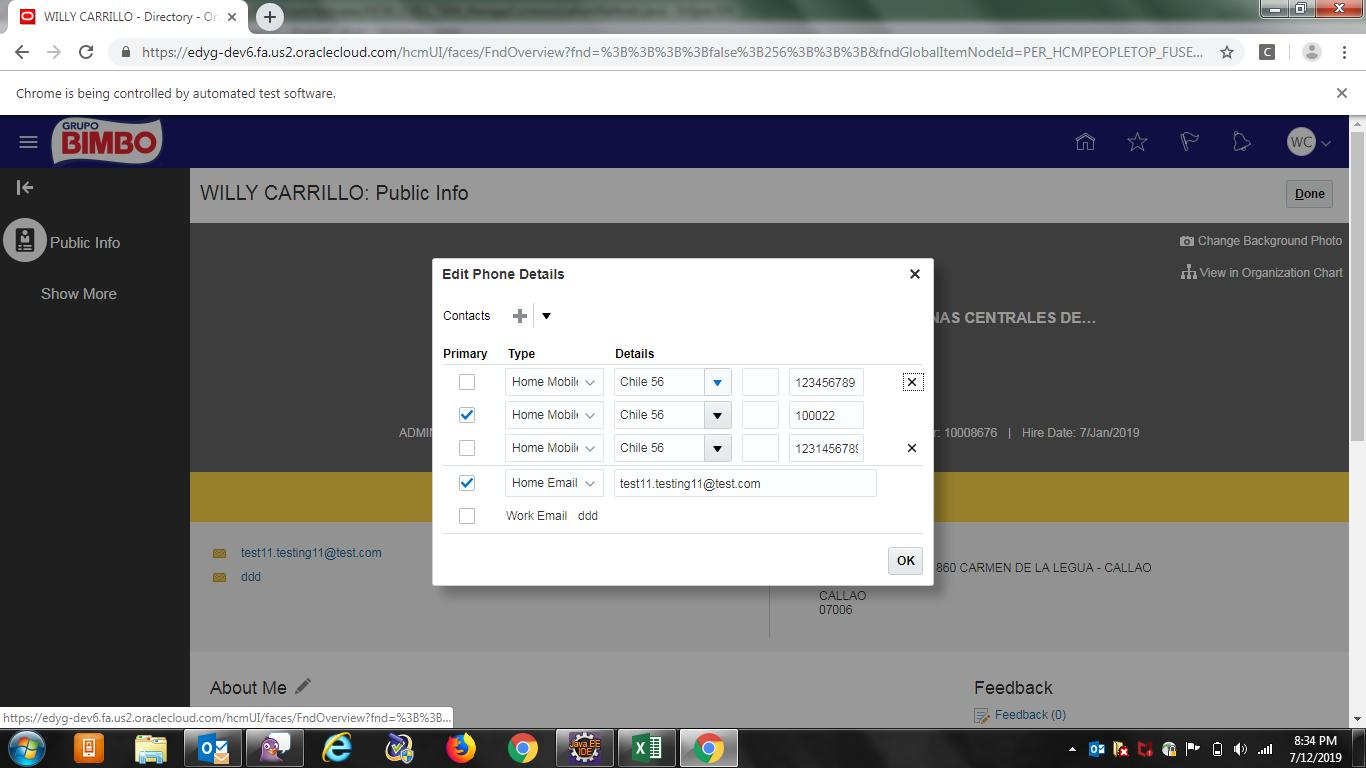 WILLY CARRILLO - Directory - Or
https://edyg-dev6.fa.us2.oraclecloud.com/hcmUI/faces/FndOverview?fnd=%3B%3B%3B%3Bfalse%3B256%3B%3B%3B&fndGlobalItemNodeId=PER_HCMPEOPLETOP_FUSE...
C
Chrome is being controlled by automated test software.
GRUPO
BIMBO
WC
WILLY CARRILLO: Public Info
Done
Public Info
Show More
Change Background Photo
View in Organization Chart
NAS CENTRALES DE...
Edit Phone Details
Contacts
Primary Type Details
Home Mobile Chile 56 123456789
Home Mobile Chile 56 100022
Home Mobile Chile 56 1231456789
Home Email test11.testing11@test.com
Work Email ddd
OK
ADMIN
r: 10008676 | Hire Date: 7/Jan/2019
test11.testing11@test.com
ddd
860 CARMEN DE LA LEGUA - CALLAO
CALLAO
07006
About Me
Feedback
Feedback (0)
https://edyg-dev6.fa.us2.oraclecloud.com/hcmUI/faces/FndOverview?fnd=%3B%3B...
Java EE
IDE
8:34 PM
7/12/2019